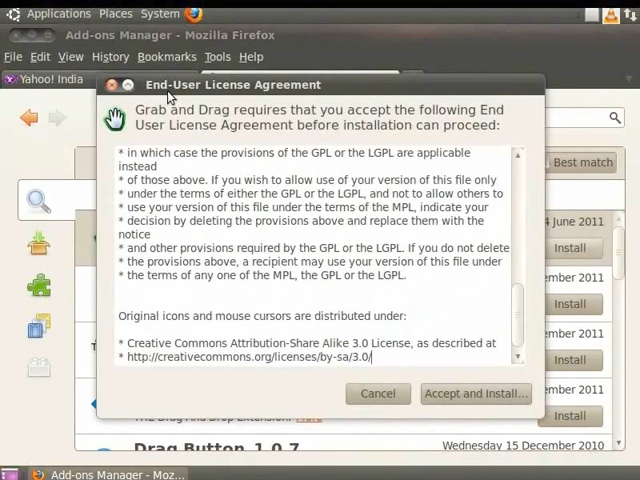 Applications Places System
Add-ons Manager - Mozilla Firefox
File Edit View History Bookmarks Tools Help
Yahoo! India
End-User License Agreement
Grab and Drag requires that you accept the following End
User License Agreement before installation can proceed:
* in which case the provisions of the GPL or the LGPL are applicable
instead
* of those above. If you wish to allow use of your version of this file only
* under the terms of either the GPL or the LGPL, and not to allow others to
* use your version of this file under the terms of the MPL, indicate your
* decision by deleting the provisions above and replace them with the
notice
* and other provisions required by the GPL or the LGPL. If you do not delete
* the provisions above, a recipient may use your version of this file under
* the terms of any one of the MPL, the GPL or the LGPL.
Original icons and mouse cursors are distributed under:
* Creative Commons Attribution-Share Alike 3.0 License, as described at
* http://creativecommons.org/licenses/by-sa/3.0/
Cancel Accept and Install...
Best match
4 June 2011
Install
ember 2011
Install
ember 2011
Install
ember 2011
Install
Drag Button 1.0.7
Wednesday 15 December 2010
Add-ons Manager - Moz...